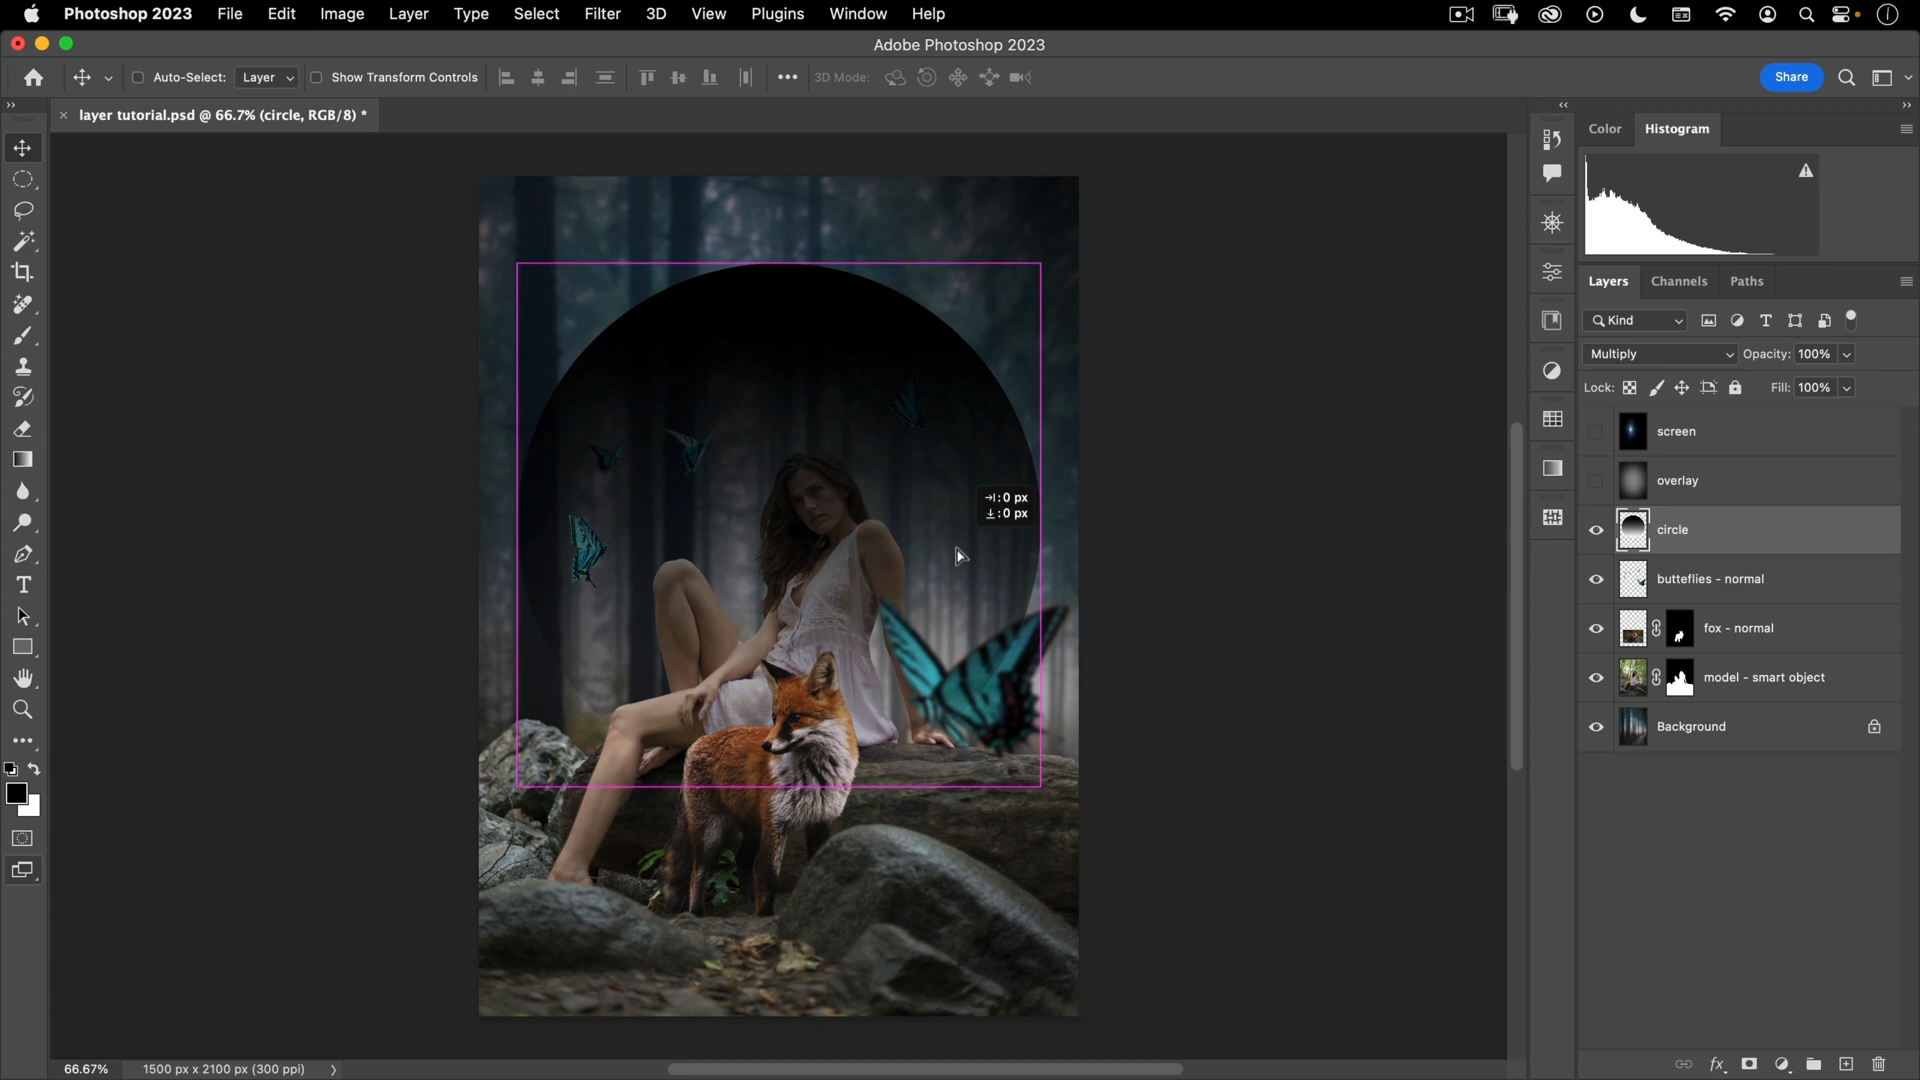 Photoshop 2023 File Edit Image Layer Type Select Filter 3D View Plugins Window Help
Adobe Photoshop 2023
Auto-Select: Layer Show Transform Controls ••• 3D Mode: Share
× layer tutorial.psd @ 66.7% (circle, RGB/8) *
Color Histogram
Layers Channels Paths
Kind
Multiply Opacity: 100%
Lock: Fill: 100%
screen
overlay
:0 px
:0 px
circle
butteflies - normal
fox - normal
model - smart object
Background
66.67% 1500 px x 2100 px (300 ppi)
fx